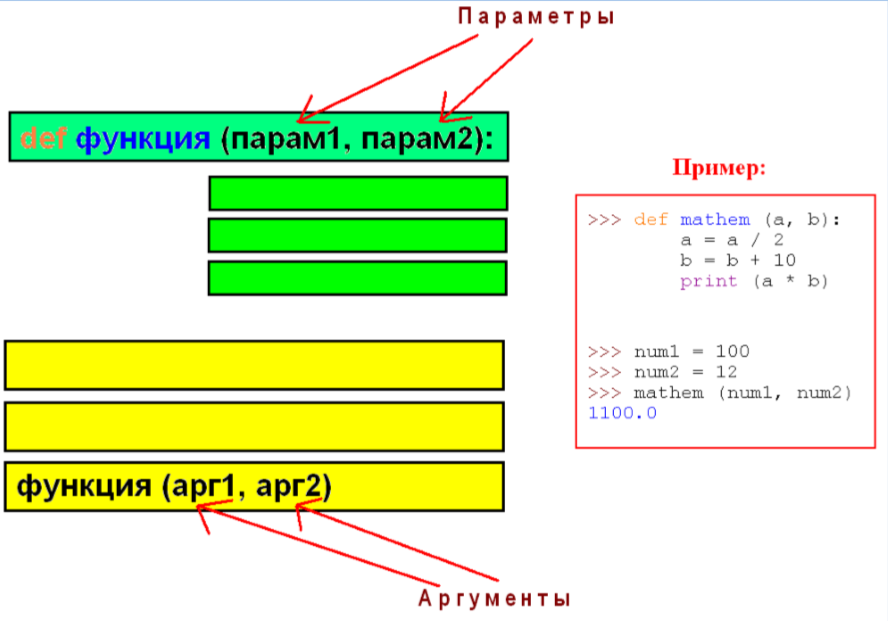 Параметры
def функция (парам1, парам2):
Пример:
>>> def mathem (a, b):
        a = a / 2
        b = b + 10
        print (a * b)
>>> num1 = 100
>>> num2 = 12
>>> mathem (num1, num2)
1100.0
функция (арг1, арг2)
Аргументы